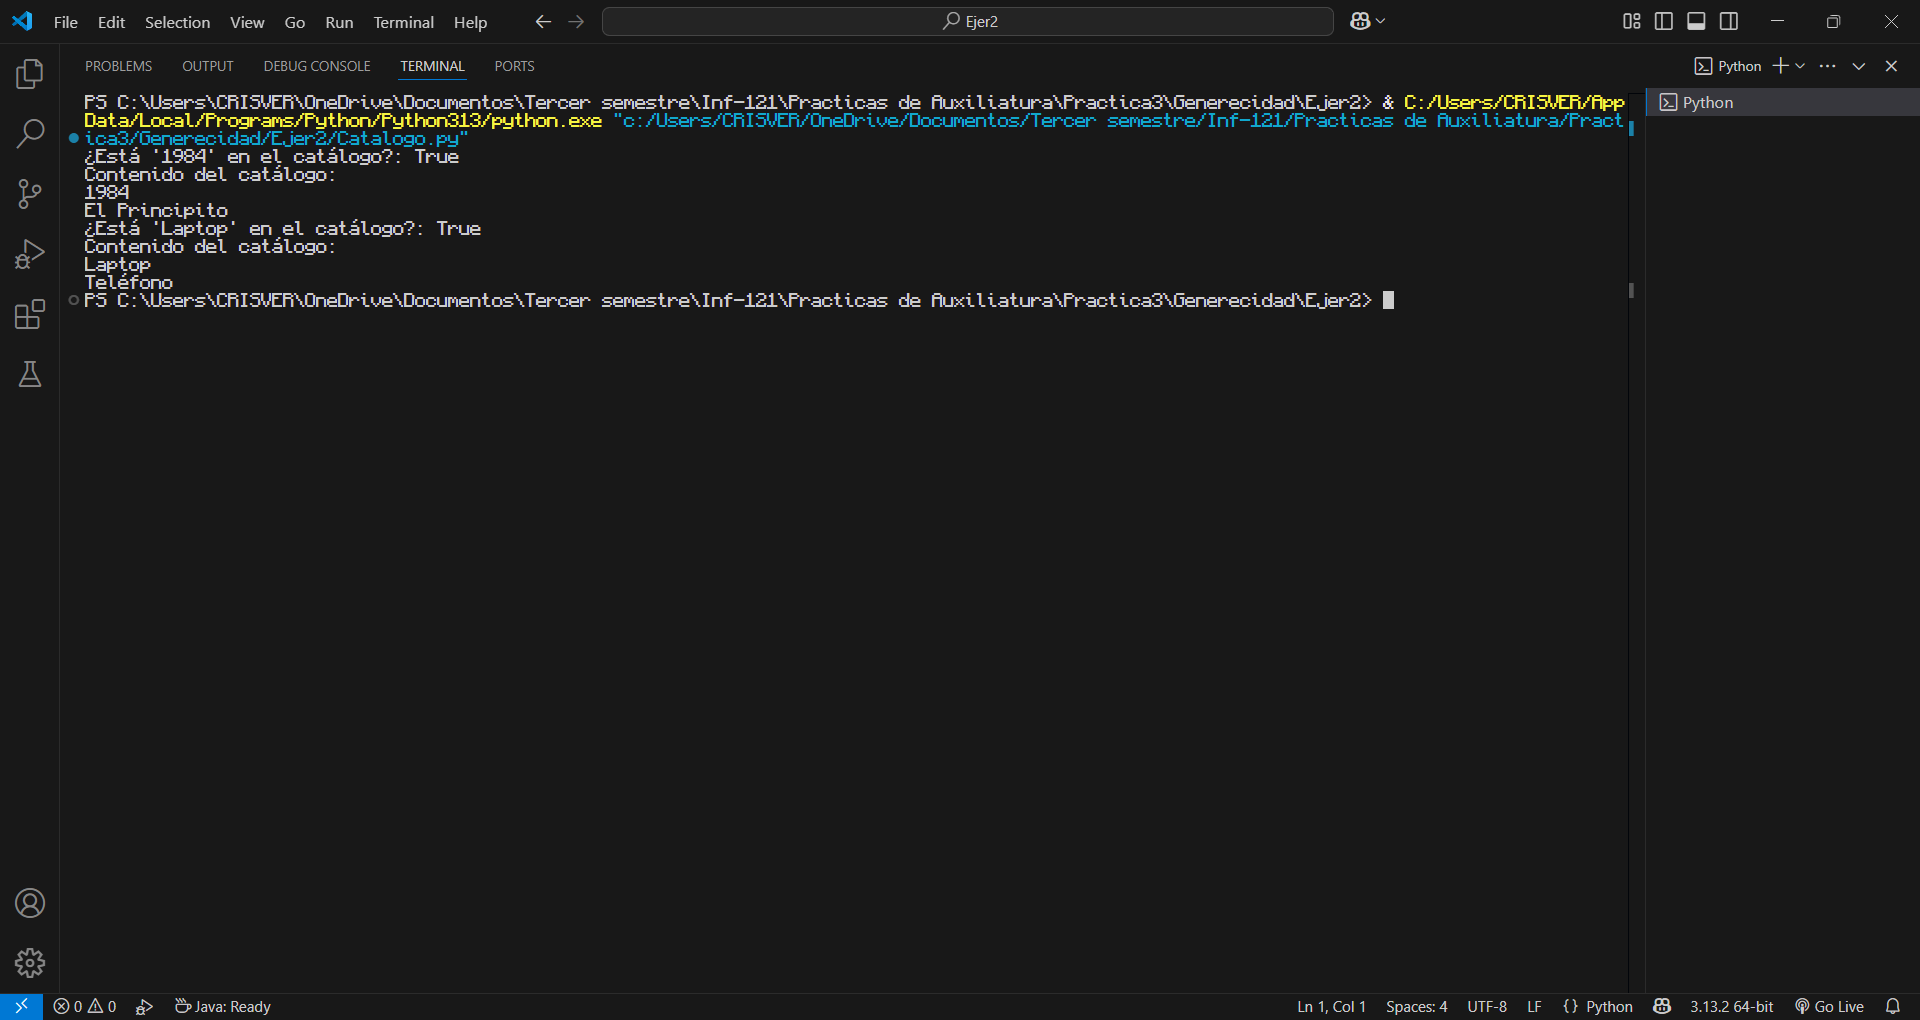 File Edit Selection View Go Run Terminal Help
Ejer2
PROBLEMS OUTPUT DEBUG CONSOLE TERMINAL PORTS
Python
Python
PS C:\Users\CRISVER\OneDrive\Documentos\Tercer semestre\Inf-121\Practicas de Auxiliatura\Practica3\Generecidad\Ejer2> & C:/Users/CRISVER/App
Data/Local/Programs/Python/Python313/python.exe "c:/Users/CRISVER/OneDrive/Documentos/Tercer semestre/Inf-121/Practicas de Auxiliatura/Pract
ica3/Generecidad/Ejer2/Catalogo.py"
¿Está '1984' en el catálogo?: True
Contenido del catálogo:
1984
El Principito
¿Está 'Laptop' en el catálogo?: True
Contenido del catálogo:
Laptop
Teléfono
PS C:\Users\CRISVER\OneDrive\Documentos\Tercer semestre\Inf-121\Practicas de Auxiliatura\Practica3\Generecidad\Ejer2>
0 0 Java: Ready Ln 1, Col 1 Spaces: 4 UTF-8 LF {} Python 3.13.2 64-bit Go Live